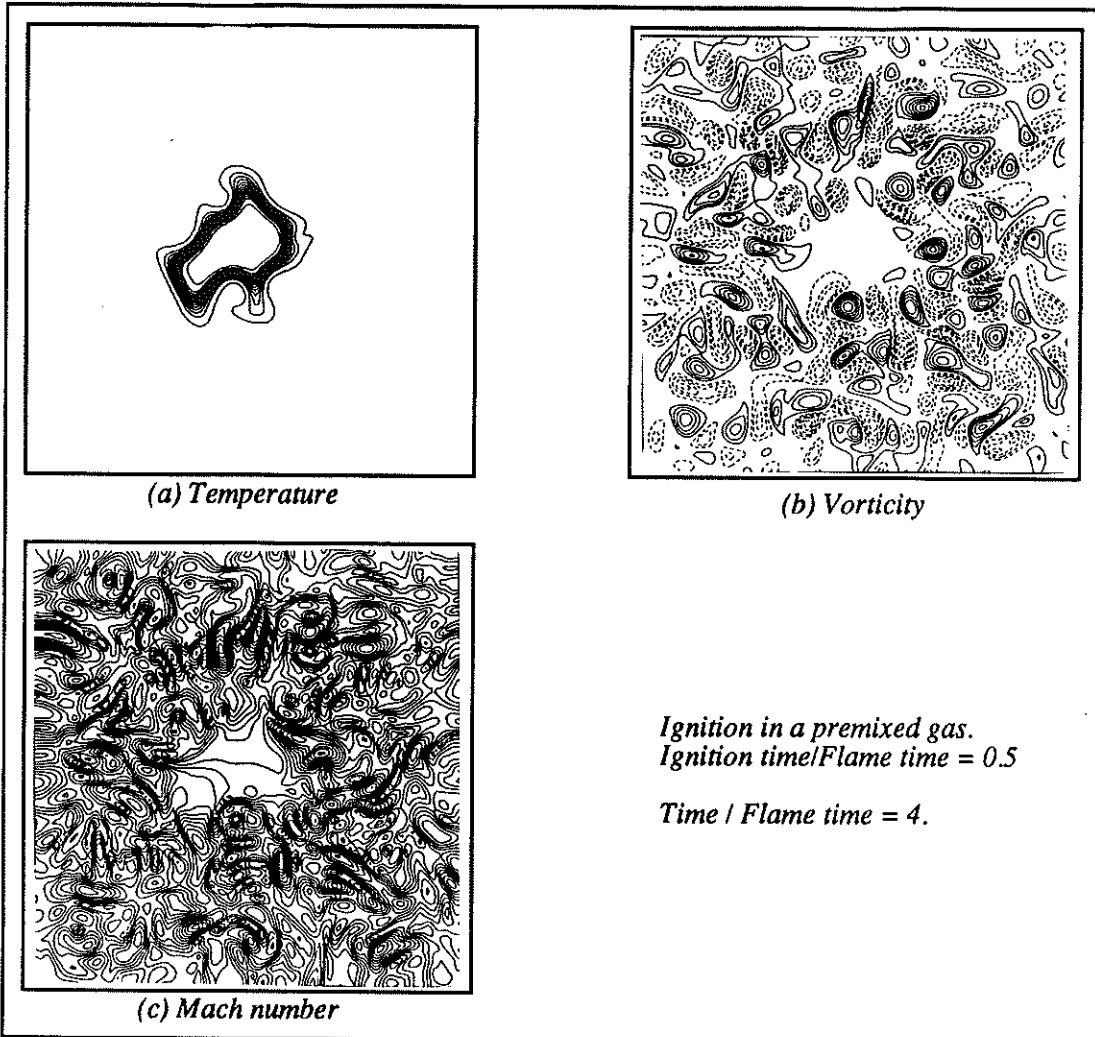 (a) Temperature
(b) Vorticity
(c) Mach number
Ignition in a premixed gas.
Ignition time/Flame time = 0.5
Time / Flame time = 4.